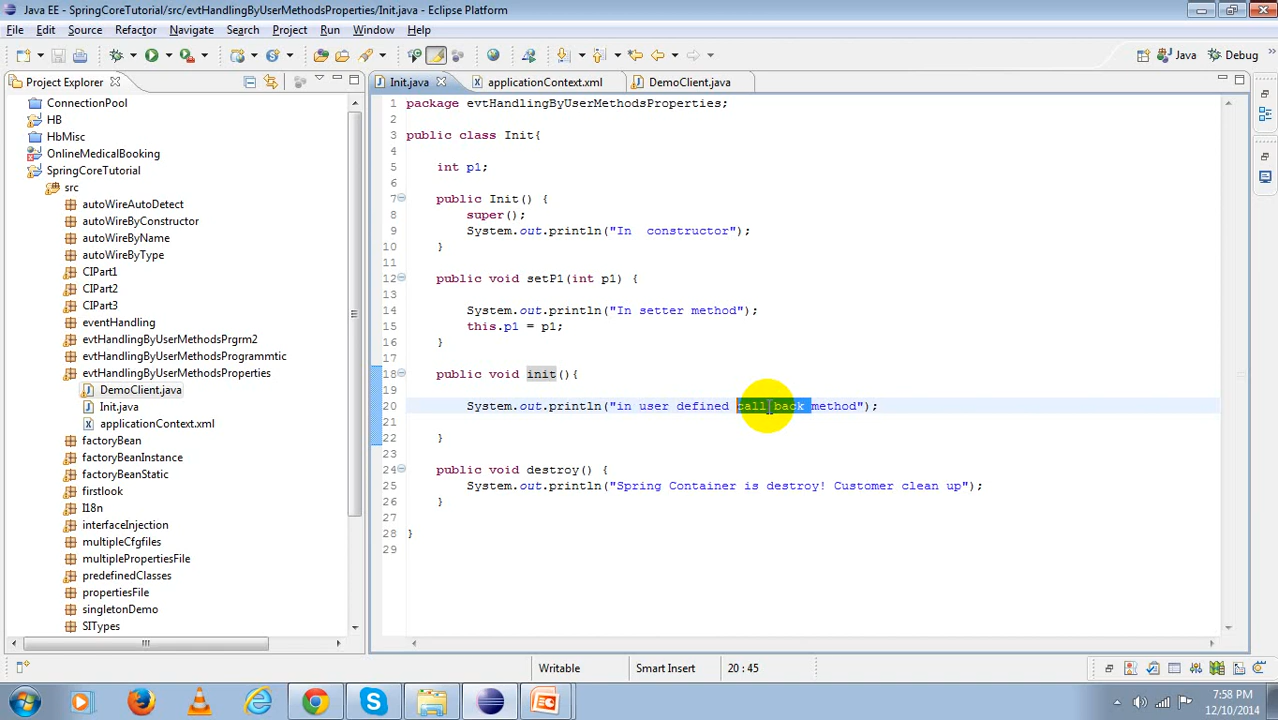 Java EE - SpringCoreTutorial/src/evtHandlingByUserMethodsProperties/Init.java - Eclipse Platform
File Edit Source Refactor Navigate Search Project Run Window Help
Java Debug
Project Explorer
ConnectionPool
HB
HbMisc
OnlineMedicalBooking
SpringCoreTutorial
src
autoWireAutoDetect
autoWireByConstructor
autoWireByName
autoWireByType
CIPart1
CIPart2
CIPart3
eventHandling
evtHandlingByUserMethodsPrgrm2
evtHandlingByUserMethodsProgrammtic
evtHandlingByUserMethodsProperties
DemoClient.java
Init.java
applicationContext.xml
factoryBean
factoryBeanInstance
factoryBeanStatic
firstlook
I18n
interfaceInjection
multipleCfgfiles
multiplePropertiesFile
predefinedClasses
propertiesFile
singletonDemo
SITypes
Init.java applicationContext.xml DemoClient.java
1 package evtHandlingByUserMethodsProperties;
2
3 public class Init{
4
5 int p1;
6
7 public Init() {
8 super();
9 System.out.println("In  constructor");
10 }
11
12 public void setP1(int p1) {
13
14 System.out.println("In setter method");
15 this.p1 = p1;
16 }
17
18 public void init(){
19
20 System.out.println("in user defined call back method");
21
22 }
23
24 public void destroy() {
25 System.out.println("Spring Container is destroy! Customer clean up");
26 }
27
28 }
29
Writable Smart Insert 20 : 45
7:58 PM
12/10/2014